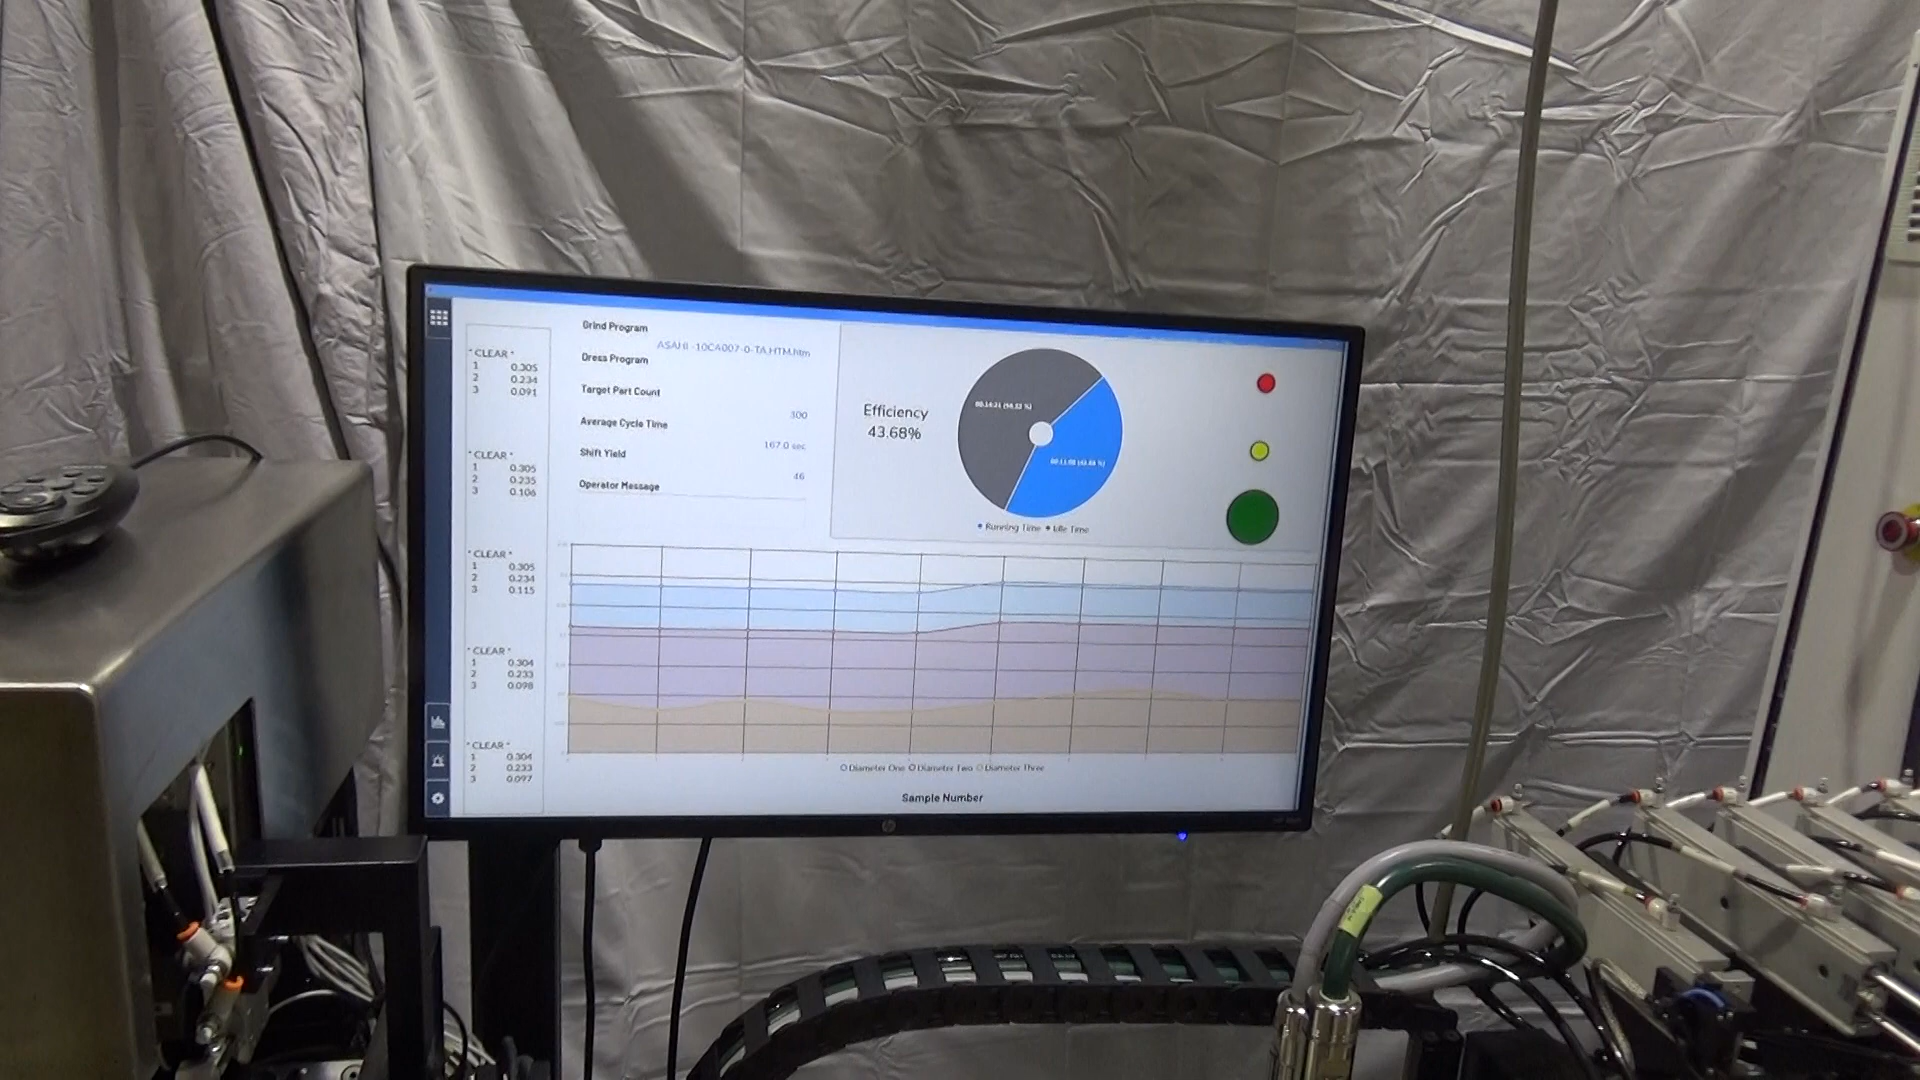 * CLEAR *
1 0.305
2 0.234
3 0.091
* CLEAR *
1 0.305
2 0.235
3 0.106
* CLEAR *
1 0.305
2 0.234
3 0.115
* CLEAR *
1 0.304
2 0.233
3 0.098
* CLEAR *
1 0.304
2 0.233
3 0.097
Grind Program
ASAHI -10CA007-0-TA HTM.htm
Dress Program
Target Part Count
300
Average Cycle Time
167.0 sec
Shift Yield
46
Operator Message
Efficiency
43.68%
Running Time Idle Time
Diameter One Diameter Two Diameter Three
Sample Number
hp